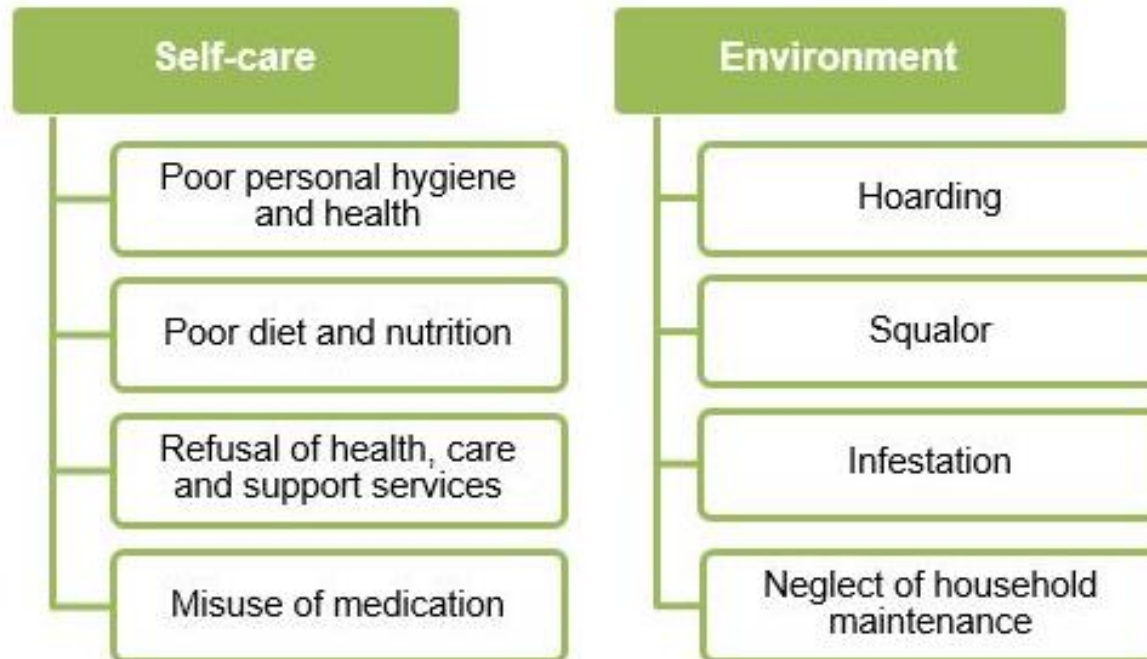 Self-care
Poor personal hygiene
and health
Poor diet and nutrition
Refusal of health, care
and support services
Misuse of medication
Environment
Hoarding
Squalor
Infestation
Neglect of household
maintenance